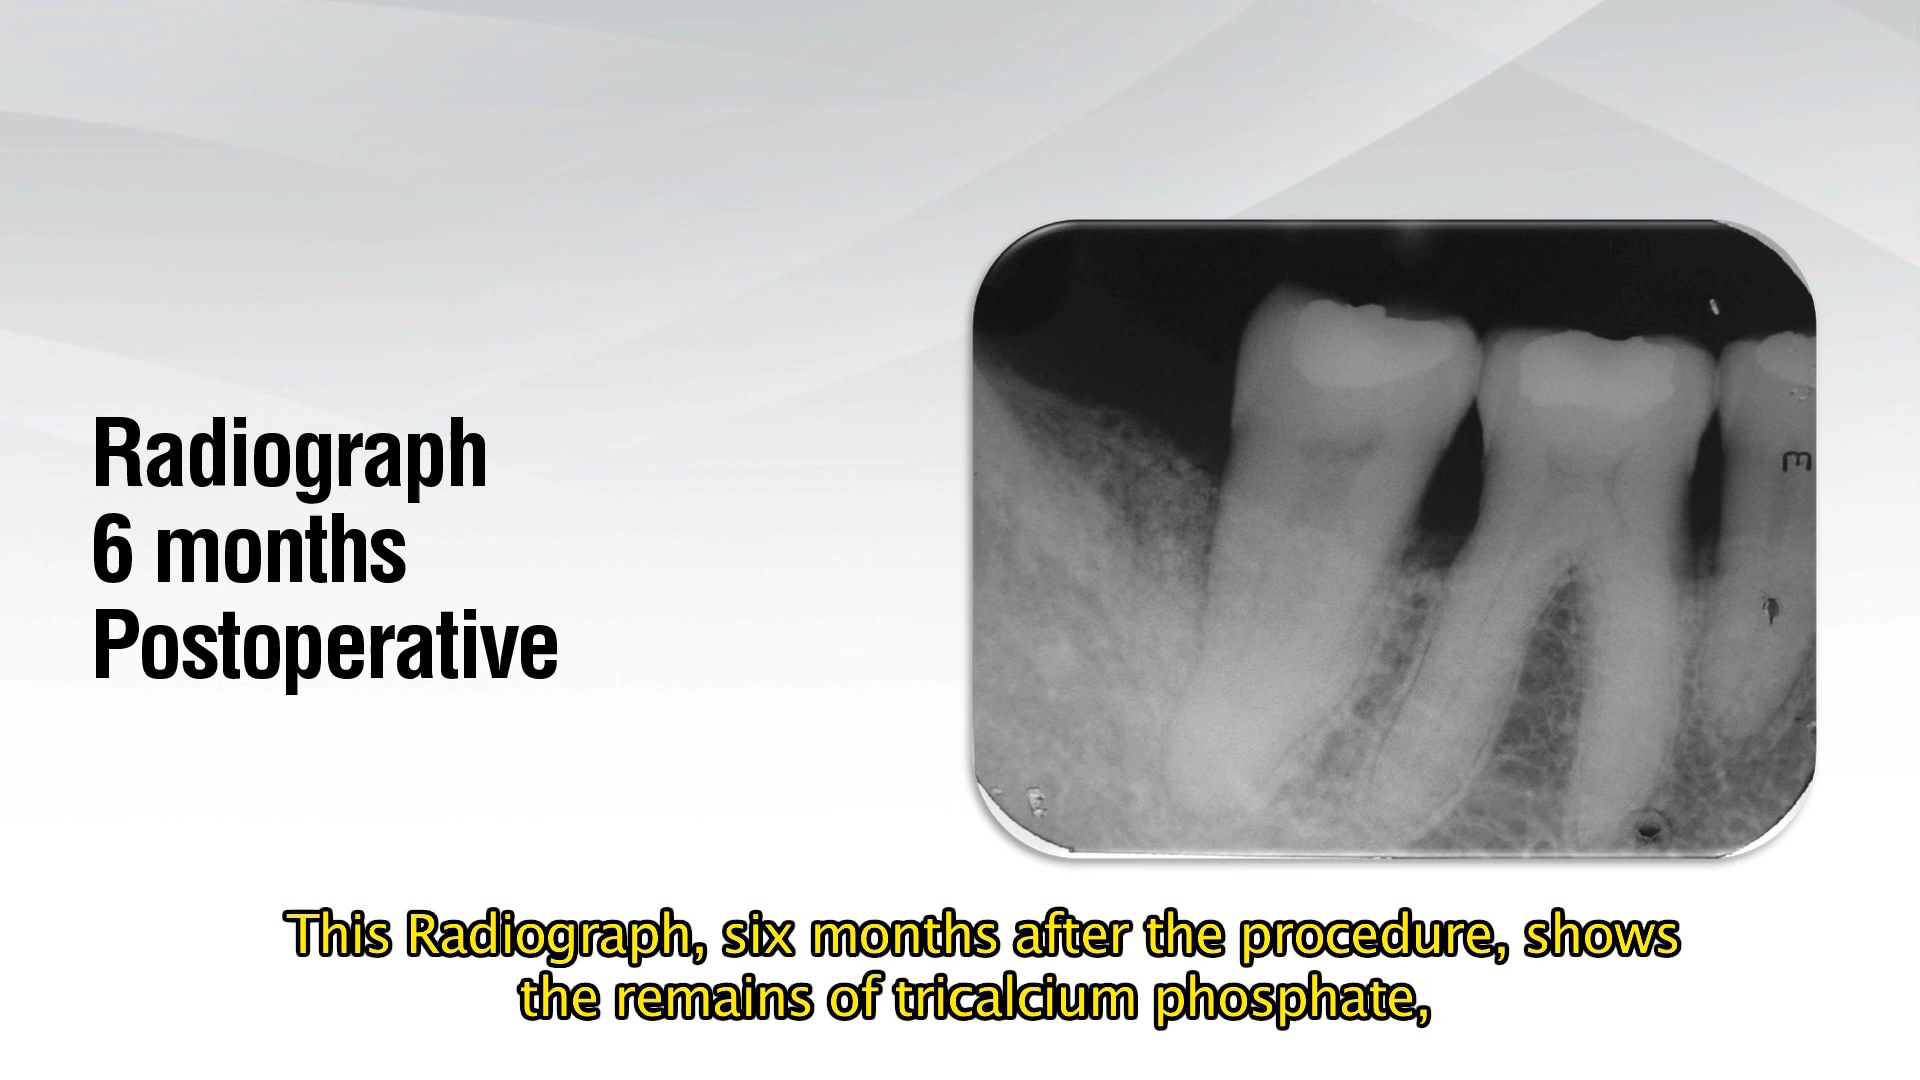 Radiograph
6 months
Postoperative
E
This Radiograph, six months after the procedure, shows
the remains of tricalcium phosphate,